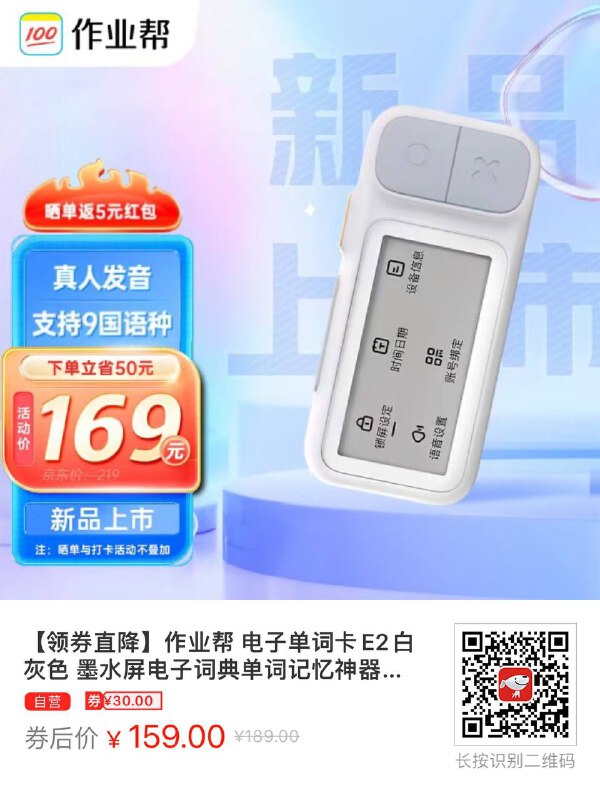 100
作业帮
新品
上市
晒单返5元红包
真人发音
支持9国语种
下单立省50元
活动价
169元
京东价：219
新品上市
注：晒单与打卡活动不叠加
设备信息
时间日期
账号绑定
锁屏设定
语音设置
【领券直降】作业帮 电子单词卡 E2 白
灰色 墨水屏电子词典单词记忆神器...
自营 券 ¥30.00
券后价 ¥ 159.00 ¥189.00
长按识别二维码